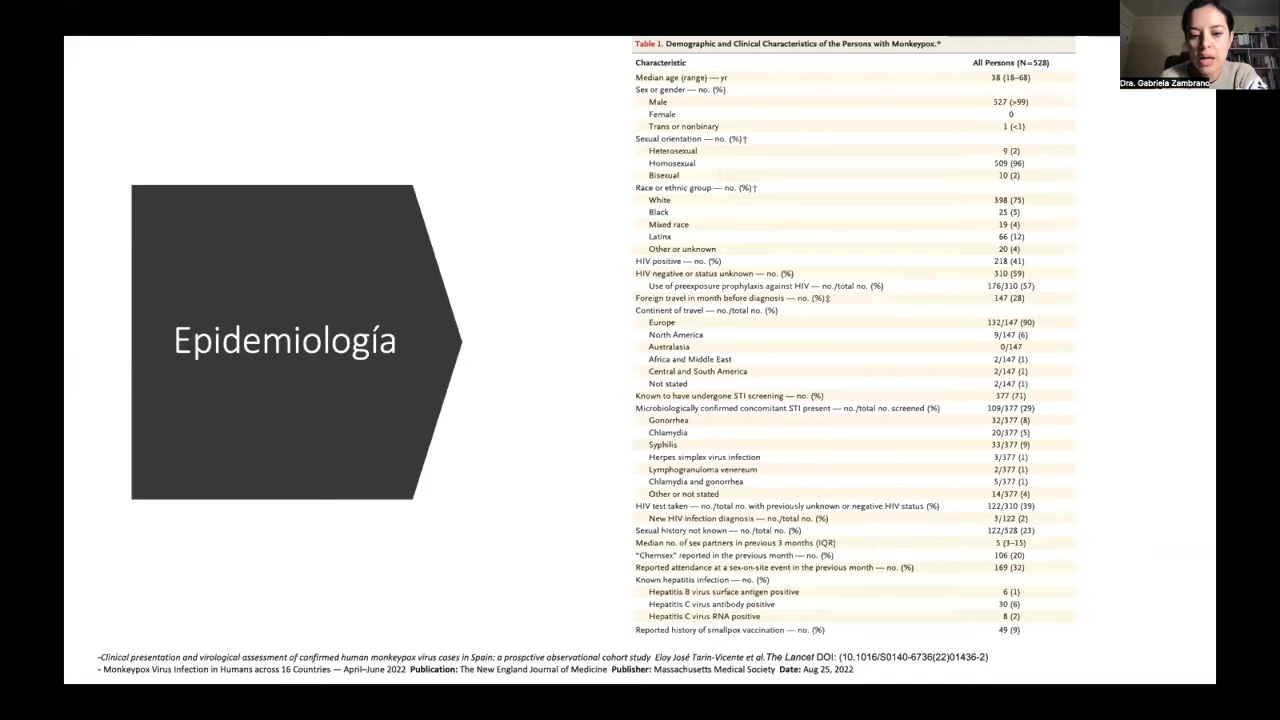 Dra. Gabriela Zambrano
Epidemiología
Table 1. Demographic and Clinical Characteristics of the Persons with Monkeypox.*
Characteristic All Persons (N=528)
Median age (range) — yr 38 (18–68)
Sex or gender — no. (%)
Male 527 (>99)
Female 0
Trans or nonbinary 1 (<1)
Sexual orientation — no. (%)†
Heterosexual 9 (2)
Homosexual 509 (96)
Bisexual 10 (2)
Race or ethnic group — no. (%)†
White 398 (75)
Black 25 (5)
Mixed race 19 (4)
Latinx 66 (12)
Other or unknown 20 (4)
HIV positive — no. (%) 218 (41)
HIV negative or status unknown — no. (%) 310 (59)
Use of preexposure prophylaxis against HIV — no./total no. (%) 176/310 (57)
Foreign travel in month before diagnosis — no. (%)‡ 147 (28)
Continent of travel — no./total no. (%)
Europe 132/147 (90)
North America 9/147 (6)
Australasia 0/147
Africa and Middle East 2/147 (1)
Central and South America 2/147 (1)
Not stated 2/147 (1)
Known to have undergone STI screening — no. (%) 377 (71)
Microbiologically confirmed concomitant STI present — no./total no. screened (%) 109/377 (29)
Gonorrhea 32/377 (8)
Chlamydia 20/377 (5)
Syphilis 33/377 (9)
Herpes simplex virus infection 3/377 (1)
Lymphogranuloma venereum 2/377 (1)
Chlamydia and gonorrhea 5/377 (1)
Other or not stated 14/377 (4)
HIV test taken — no./total no. with previously unknown or negative HIV status (%) 122/310 (39)
New HIV infection diagnosis — no./total no. (%) 3/122 (2)
Sexual history not known — no./total no. (%) 122/528 (23)
Median no. of sex partners in previous 3 months (IQR) 5 (3–15)
“Chemsex” reported in the previous month — no. (%) 106 (20)
Reported attendance at a sex-on-site event in the previous month — no. (%) 169 (32)
Known hepatitis infection — no. (%)
Hepatitis B virus surface antigen positive 6 (1)
Hepatitis C virus antibody positive 30 (6)
Hepatitis C virus RNA positive 8 (2)
Reported history of smallpox vaccination — no. (%) 49 (9)
-Clinical presentation and virological assessment of confirmed human monkeypox virus cases in Spain: a prospctive observational cohort study Eloy José Tarín-Vicente et al. The Lancet DOI: (10.1016/S0140-6736(22)01436-2)
- Monkeypox Virus Infection in Humans across 16 Countries — April–June 2022 Publication: The New England Journal of Medicine Publisher: Massachusetts Medical Society Date: Aug 25, 2022